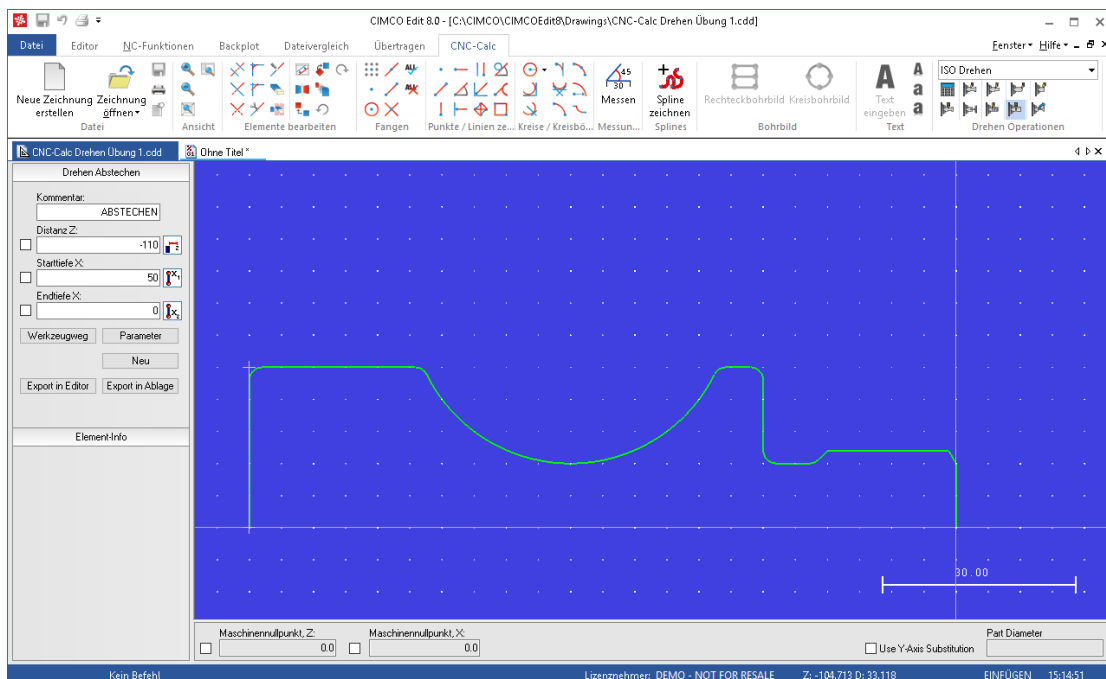 CIMCO Edit 8.0 - [C:\CIMCO\CIMCOEdit8\Drawings\CNC-Calc Drehen Übung 1.cdd]
Datei Editor NC-Funktionen Backplot Dateivergleich Übertragen CNC-Calc Fenster Hilfe
Neue Zeichnung erstellen
Zeichnung öffnen
Datei
Ansicht
Elemente bearbeiten
Fangen
Punkte / Linien ze...
Kreise / Kreisbö...
45
30
Messen
Messun...
Spline zeichnen
Splines
Rechteckbohrbild Kreisbohrbild
Bohrbild
A
Text eingeben
A
a
a
Text
ISO Drehen
Drehen Operationen
CNC-Calc Drehen Übung 1.cdd
Ohne Titel *
Drehen Abstechen
Kommentar:
ABSTECHEN
Distanz Z:
-110
Starttiefe X:
50
Endtiefe X:
0
Werkzeugweg Parameter
Neu
Export in Editor Export in Ablage
Element-Info
30.00
Maschinennullpunkt, Z:
0.0
Maschinennullpunkt, X:
0.0
Use Y-Axis Substitution
Part Diameter
Kein Befehl
Lizenznehmer: DEMO - NOT FOR RESALE
Z: -104.713 D: 33.118
EINFÜGEN
15:14:51